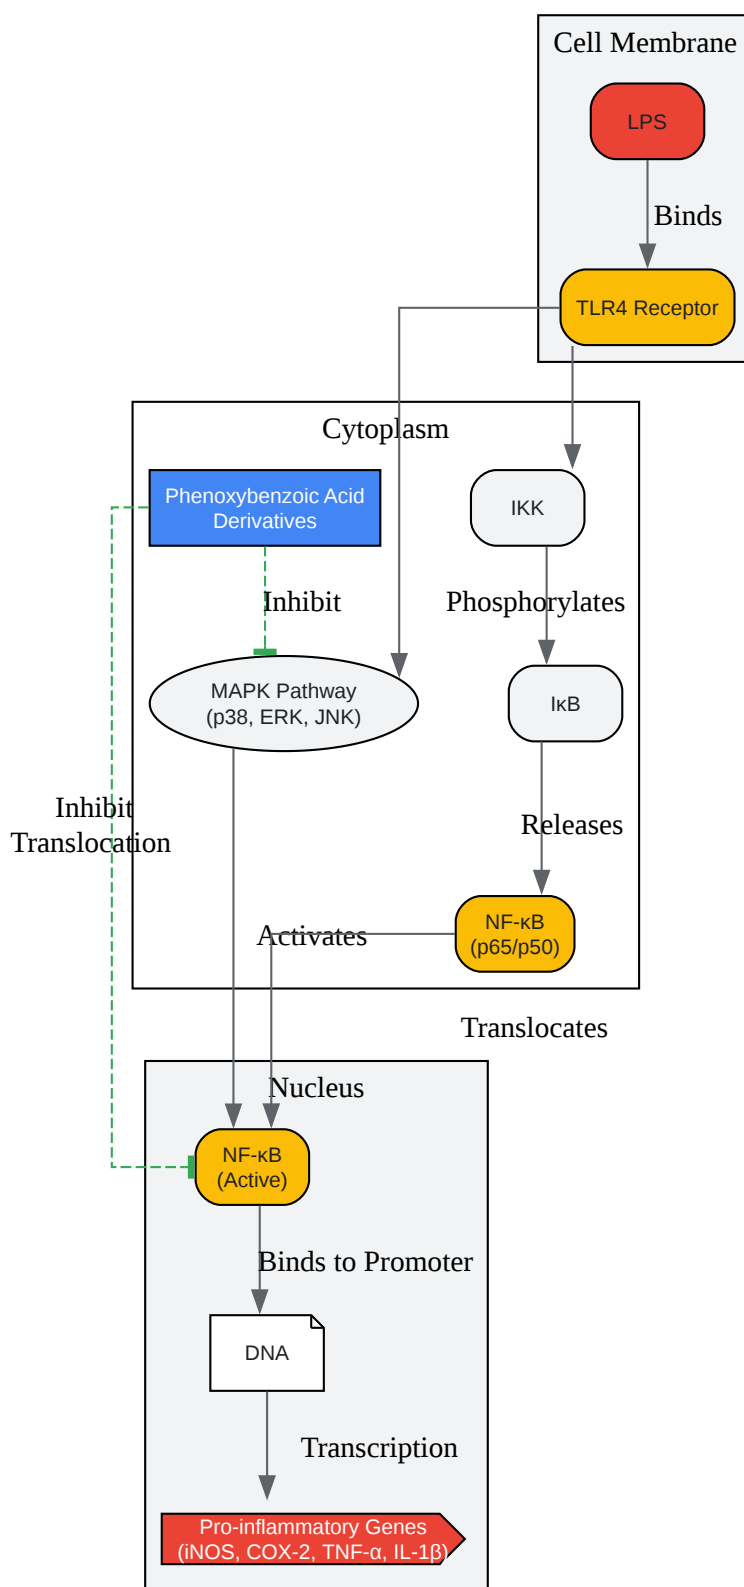 Cell Membrane
LPS
Binds
TLR4 Receptor
Cytoplasm
Phenoxybenzoic Acid
Derivatives
IKK
Inhibit
Phosphorylates
MAPK Pathway
(p38, ERK, JNK)
IκB
Inhibit
Translocation
Releases
NF-κB
(p65/p50)
Activates
Translocates
Nucleus
NF-κB
(Active)
Binds to Promoter
DNA
Transcription
Pro-inflammatory Genes
(iNOS, COX-2, TNF-α, IL-1β)